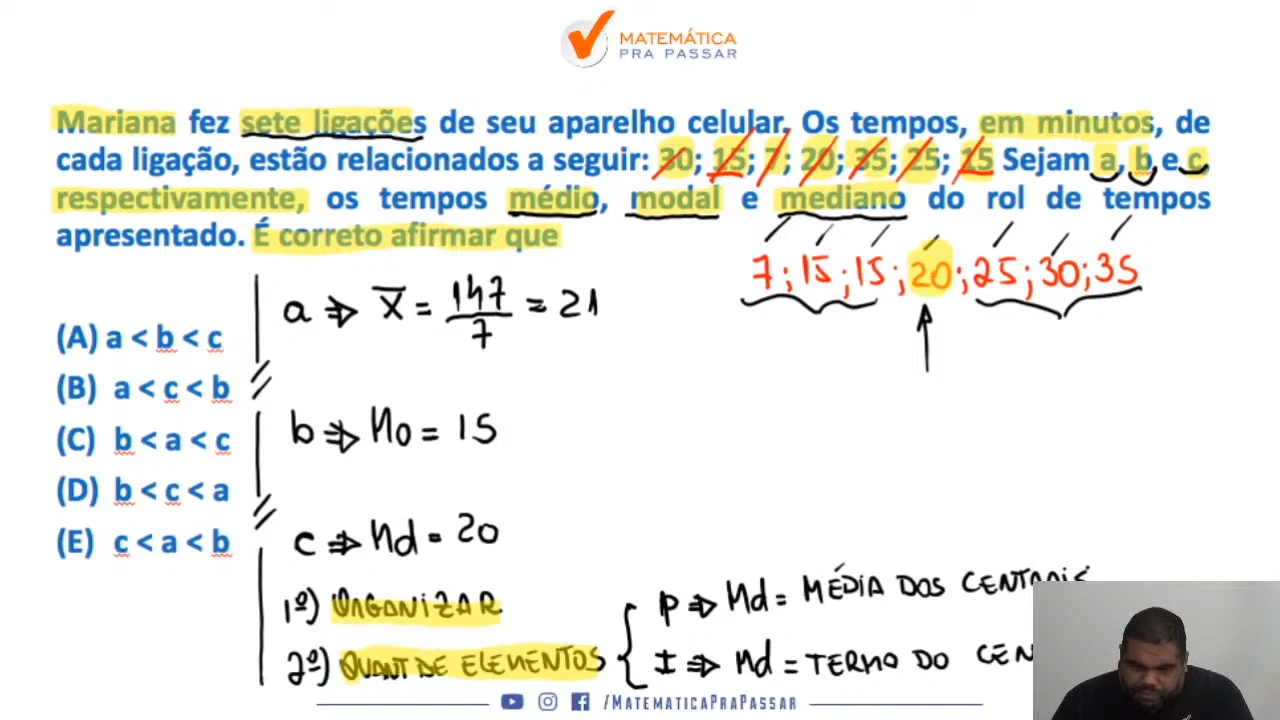 MATEMÁTICA
PRA PASSAR
Mariana fez sete ligações de seu aparelho celular. Os tempos, em minutos, de
cada ligação, estão relacionados a seguir: 30; 15; 7; 20; 35; 25; 15 Sejam a, b e c,
respectivamente, os tempos médio, modal e mediano do rol de tempos
apresentado. É correto afirmar que
7; 15; 15; 20; 25; 30; 35
a ⇒ X̄ = 147/7 = 21
(A) a < b < c
(B) a < c < b
b ⇒ Mo = 15
(C) b < a < c
(D) b < c < a
(E) c < a < b
c ⇒ Md = 20
1º) ORGANIZAR
P ⇒ Md = MÉDIA DOS CENTRAIS
2º) QUANT DE ELEMENTOS
I ⇒ Md = TERMO DO
/MATEMATICAPRAPASSAR